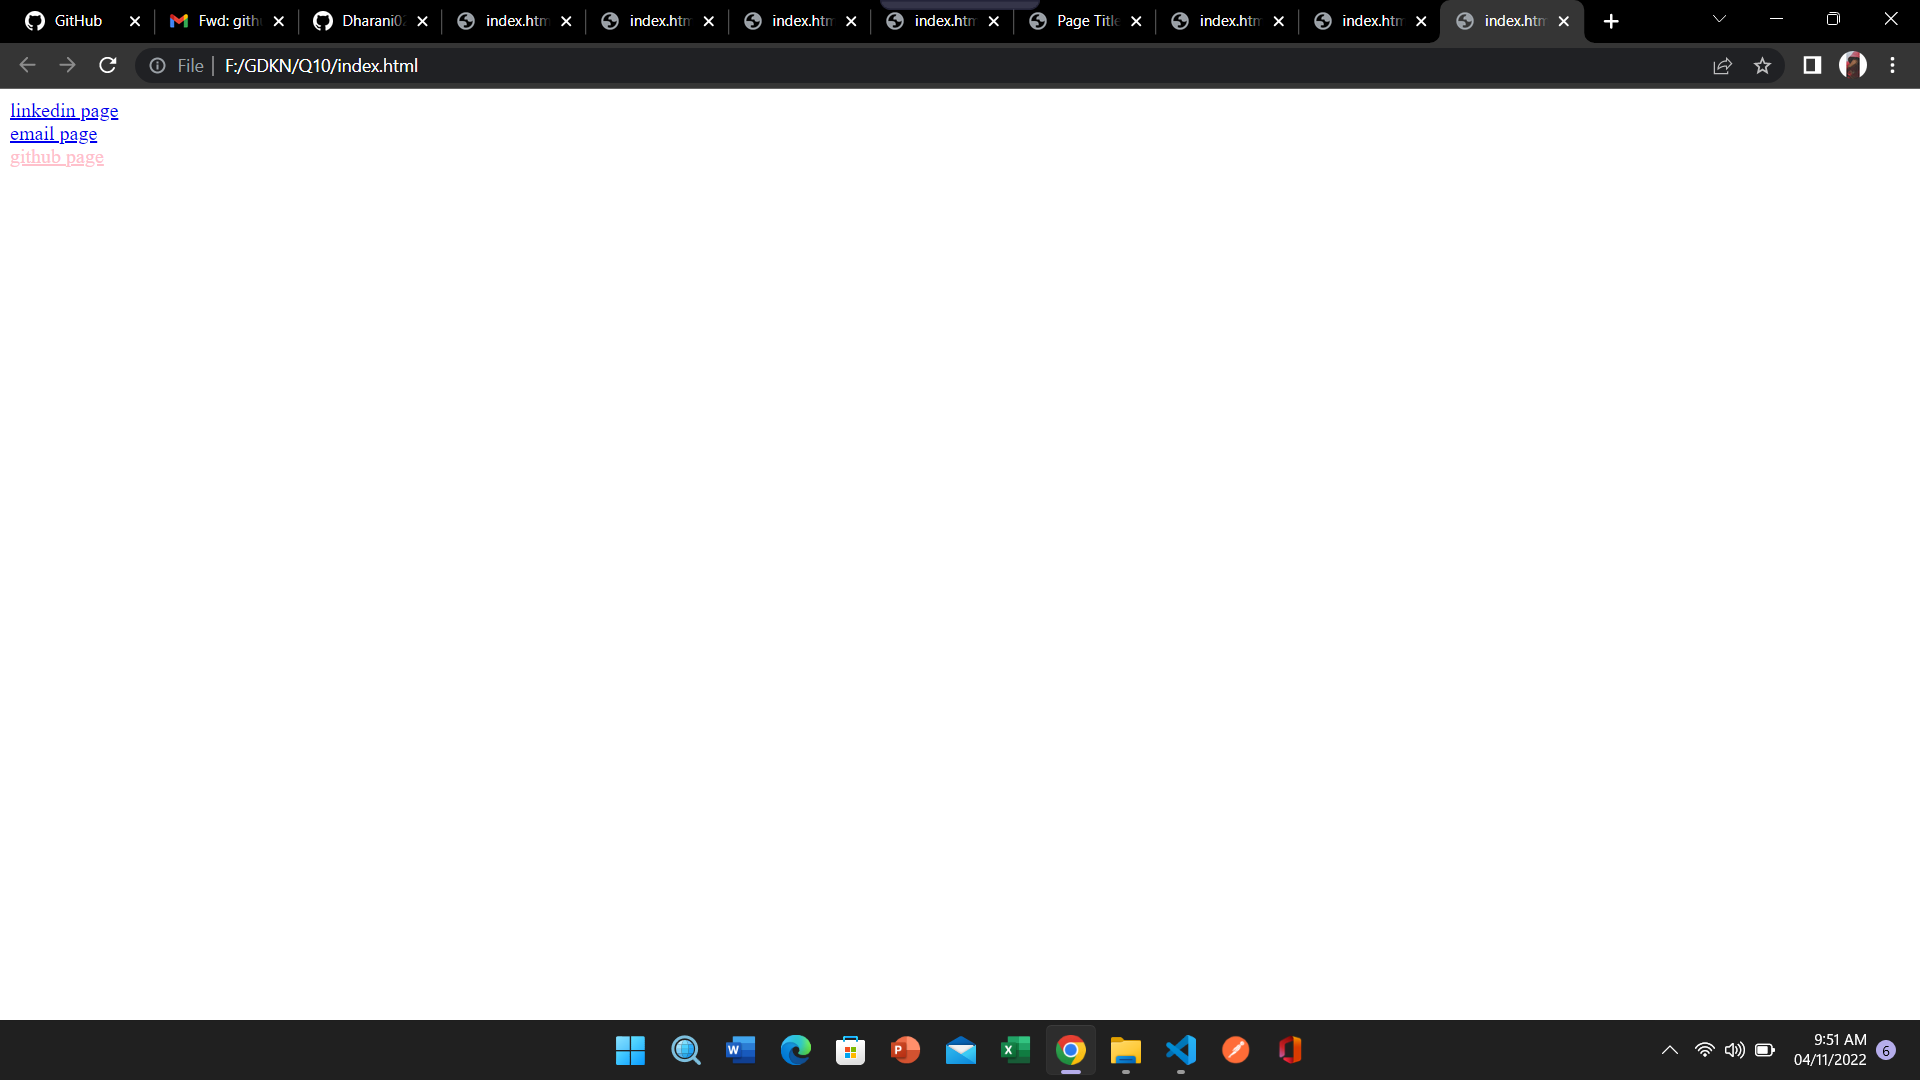 GitHub
Fwd: gith
Dharani02
index.htm
index.htm
index.htm
index.htm
Page Title
index.htm
index.htm
index.htm
File
F:/GDKN/Q10/index.html
linkedin page
email page
github page
9:51 AM
04/11/2022
6